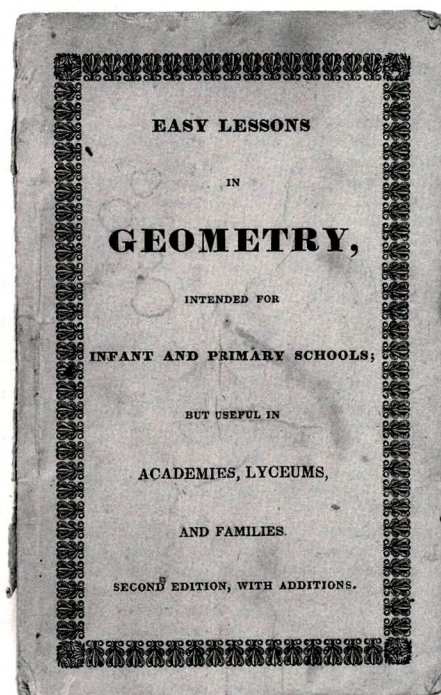 EASY LESSONS
IN
GEOMETRY,
INTENDED FOR
INFANT AND PRIMARY SCHOOLS;
BUT USEFUL IN
ACADEMIES, LYCEUMS,
AND FAMILIES.
SECOND EDITION, WITH ADDITIONS.